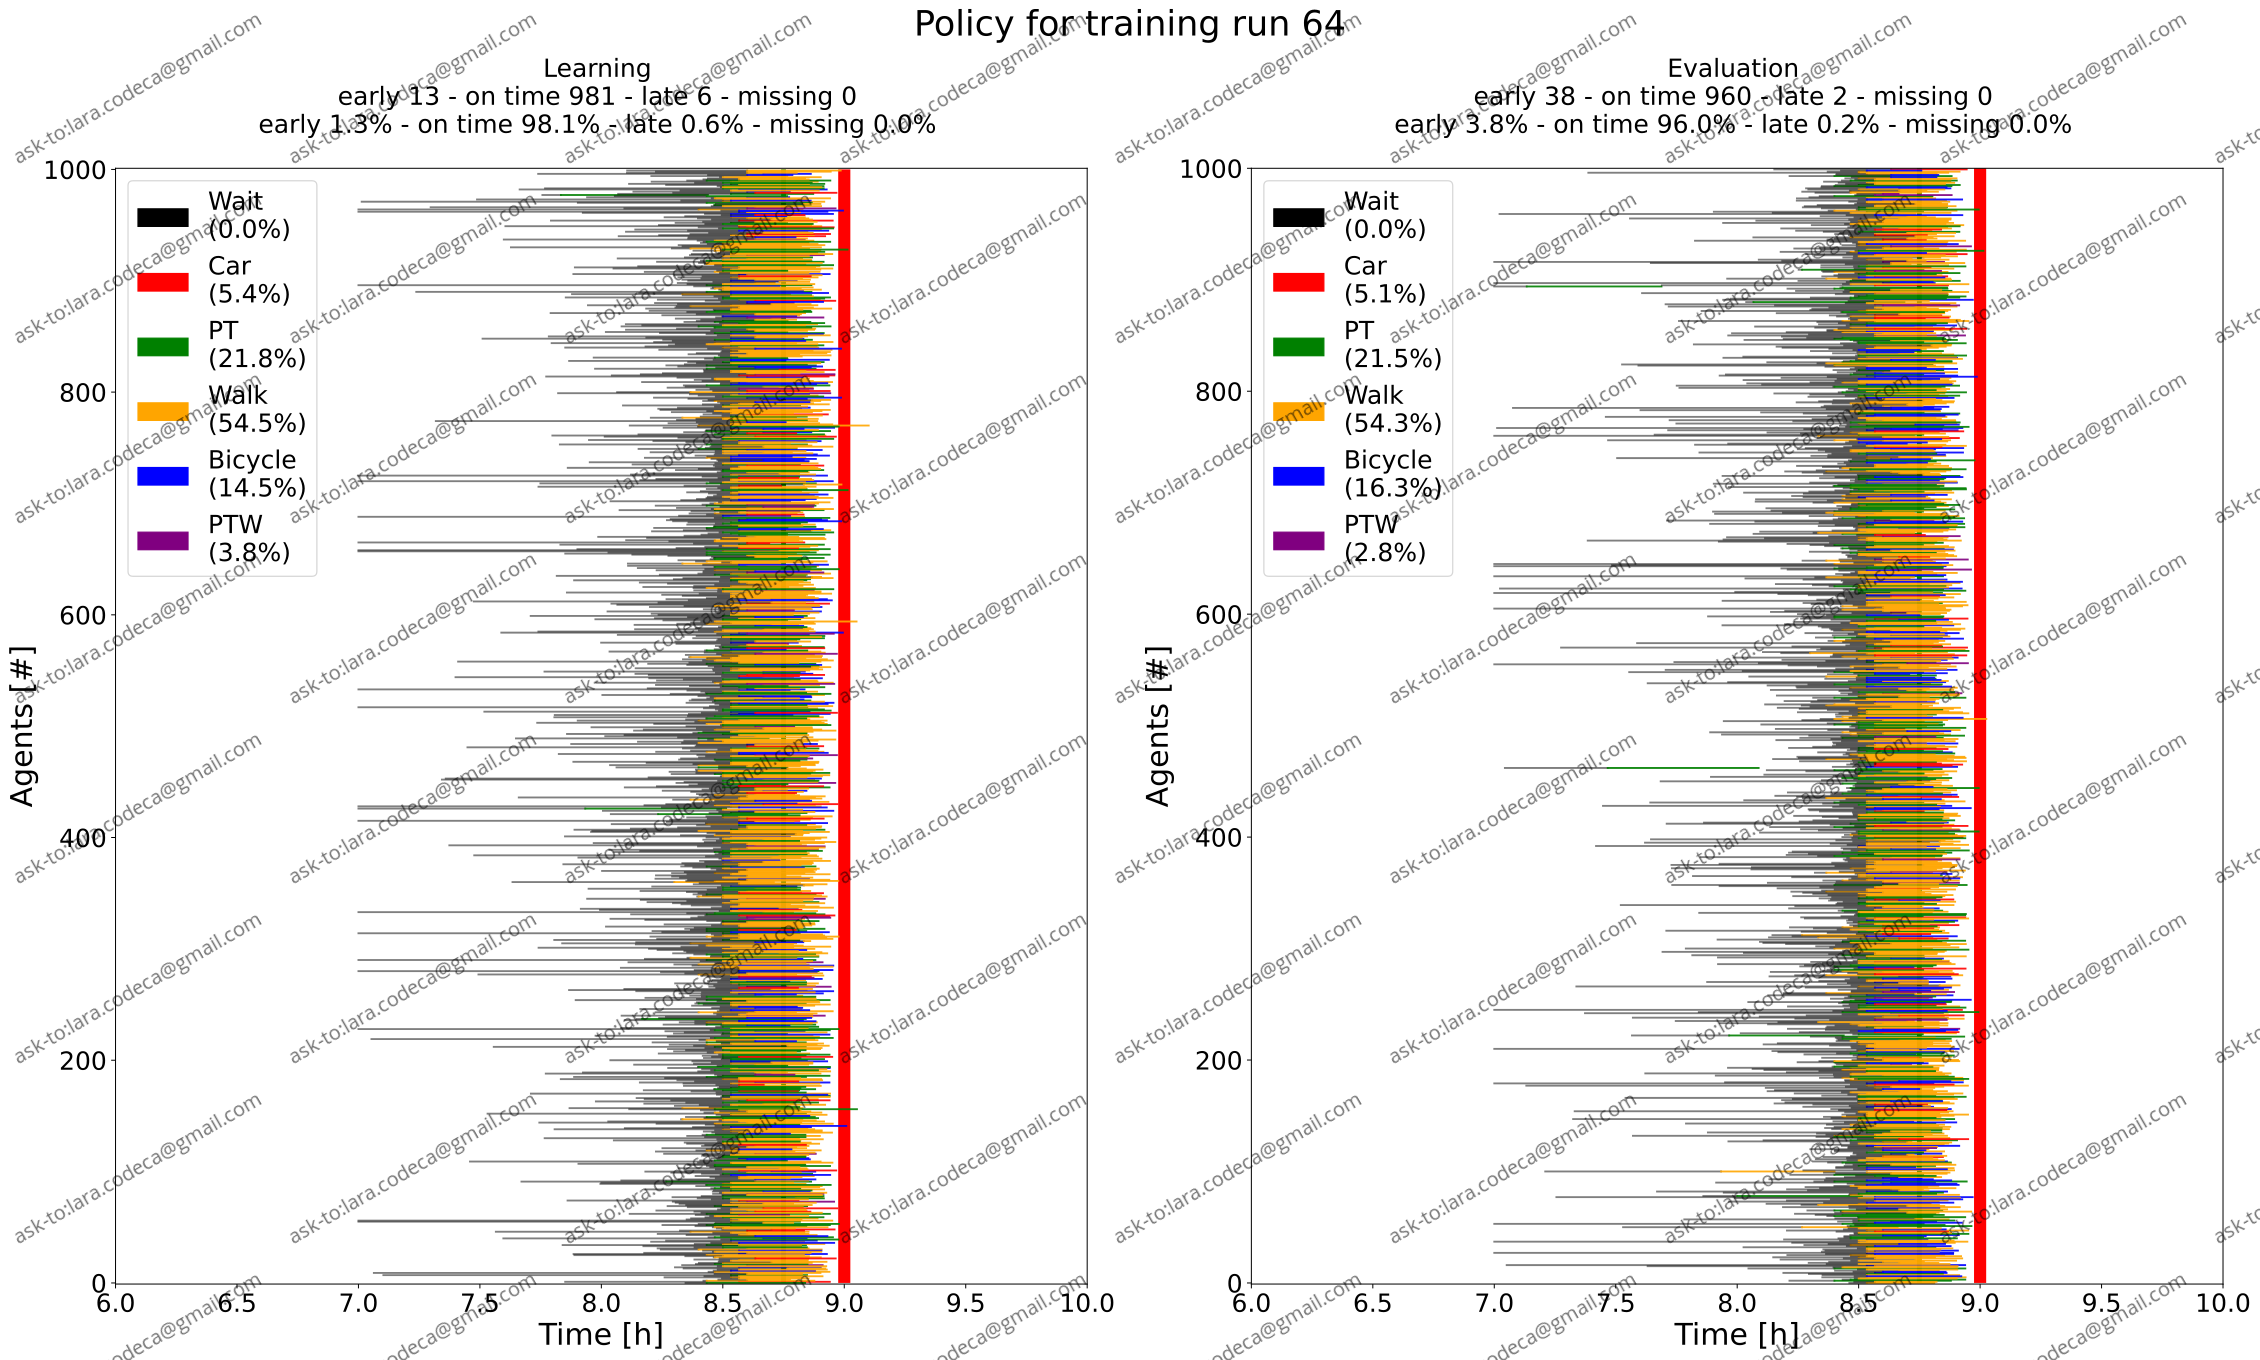 Policy for training run 64
Learning
early 13 - on time 981 - late 6 - missing 0
early 1.3% - on time 98.1% - late 0.6% - missing 0.0%
Wait
(0.0%)
Car
(5.4%)
PT
(21.8%)
Walk
(54.5%)
Bicycle
(14.5%)
PTW
(3.8%)
Agents [#]
1000
800
600
400
200
0
6.0 6.5 7.0 7.5 8.0 8.5 9.0 9.5 10.0
Time [h]
Evaluation
early 38 - on time 960 - late 2 - missing 0
early 3.8% - on time 96.0% - late 0.2% - missing 0.0%
Wait
(0.0%)
Car
(5.1%)
PT
(21.5%)
Walk
(54.3%)
Bicycle
(16.3%)
PTW
(2.8%)
Agents [#]
1000
800
600
400
200
0
6.0 6.5 7.0 7.5 8.0 8.5 9.0 9.5 10.0
Time [h]
ask-to:lara.codeca@gmail.com